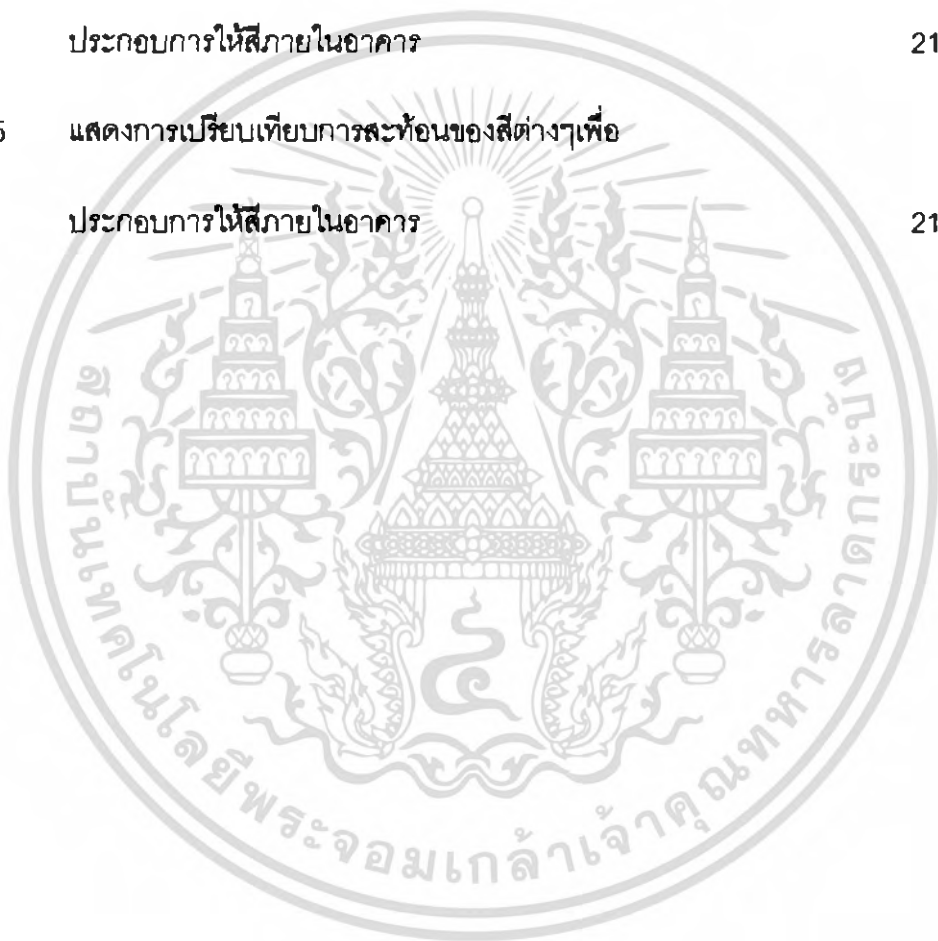 ประกอบการให้สีภายในอาคาร 21
5 แสดงการเปรียบเทียบการสะท้อนของสีต่างๆเพื่อ
ประกอบการให้สีภายในอาคาร 21
สถาบันเทคโนโลยีพระจอมเกล้าเจ้าคุณทหารลาดกระบัง
๔